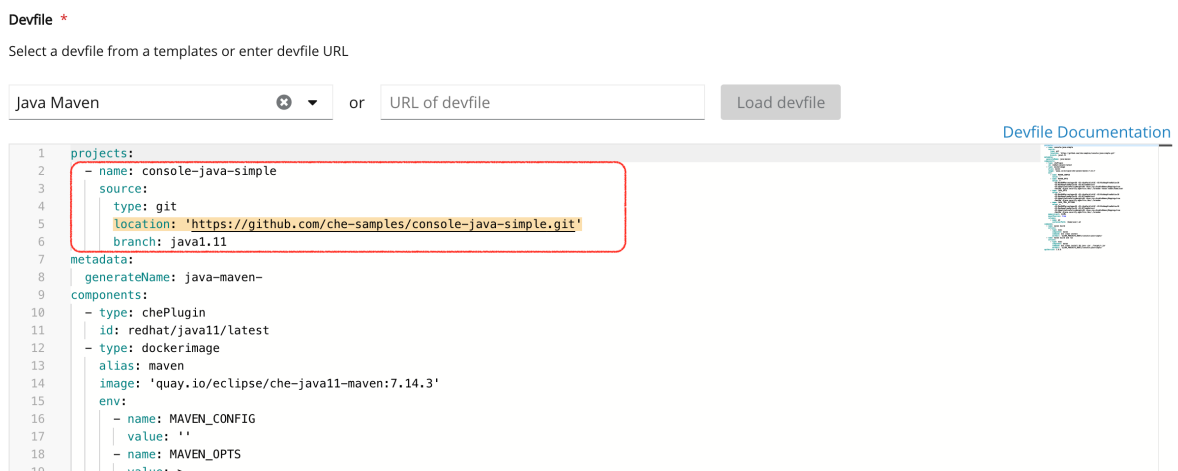 Devfile *
Select a devfile from a templates or enter devfile URL
Java Maven or URL of devfile Load devfile
Devfile Documentation
1 projects:
2 - name: console-java-simple
3 source:
4 type: git
5 location: 'https://github.com/che-samples/console-java-simple.git'
6 branch: java1.11
7 metadata:
8 generateName: java-maven-
9 components:
10 - type: chePlugin
11 id: redhat/java11/latest
12 - type: dockerimage
13 alias: maven
14 image: 'quay.io/eclipse/che-java11-maven:7.14.3'
15 env:
16 - name: MAVEN_CONFIG
17 value: ''
18 - name: MAVEN_OPTS
19 value: >